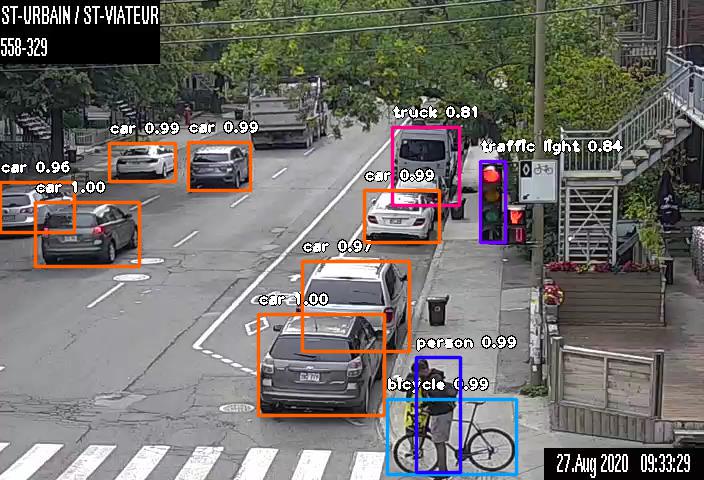 ST-URBAIN / ST-VIATEUR
558-329
truck 0.81
car 0.99
car 0.99
traffic light 0.84
car 0.96
car 0.99
car 1.00
car 0.97
car 1.00
person 0.99
bicycle 0.99
27.Aug 2020 09:33:29